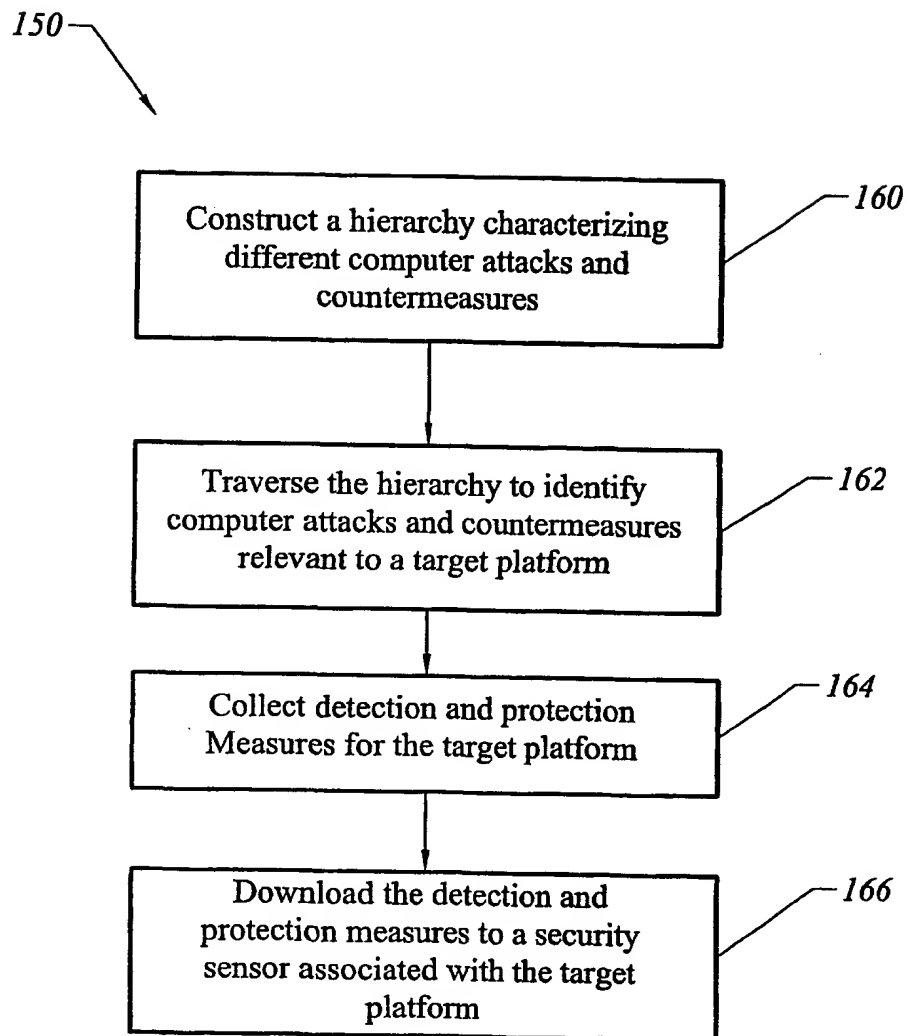 150
Construct a hierarchy characterizing
different computer attacks and
countermeasures
160
Traverse the hierarchy to identify
computer attacks and countermeasures
relevant to a target platform
162
Collect detection and protection
Measures for the target platform
164
Download the detection and
protection measures to a security
sensor associated with the target
platform
166